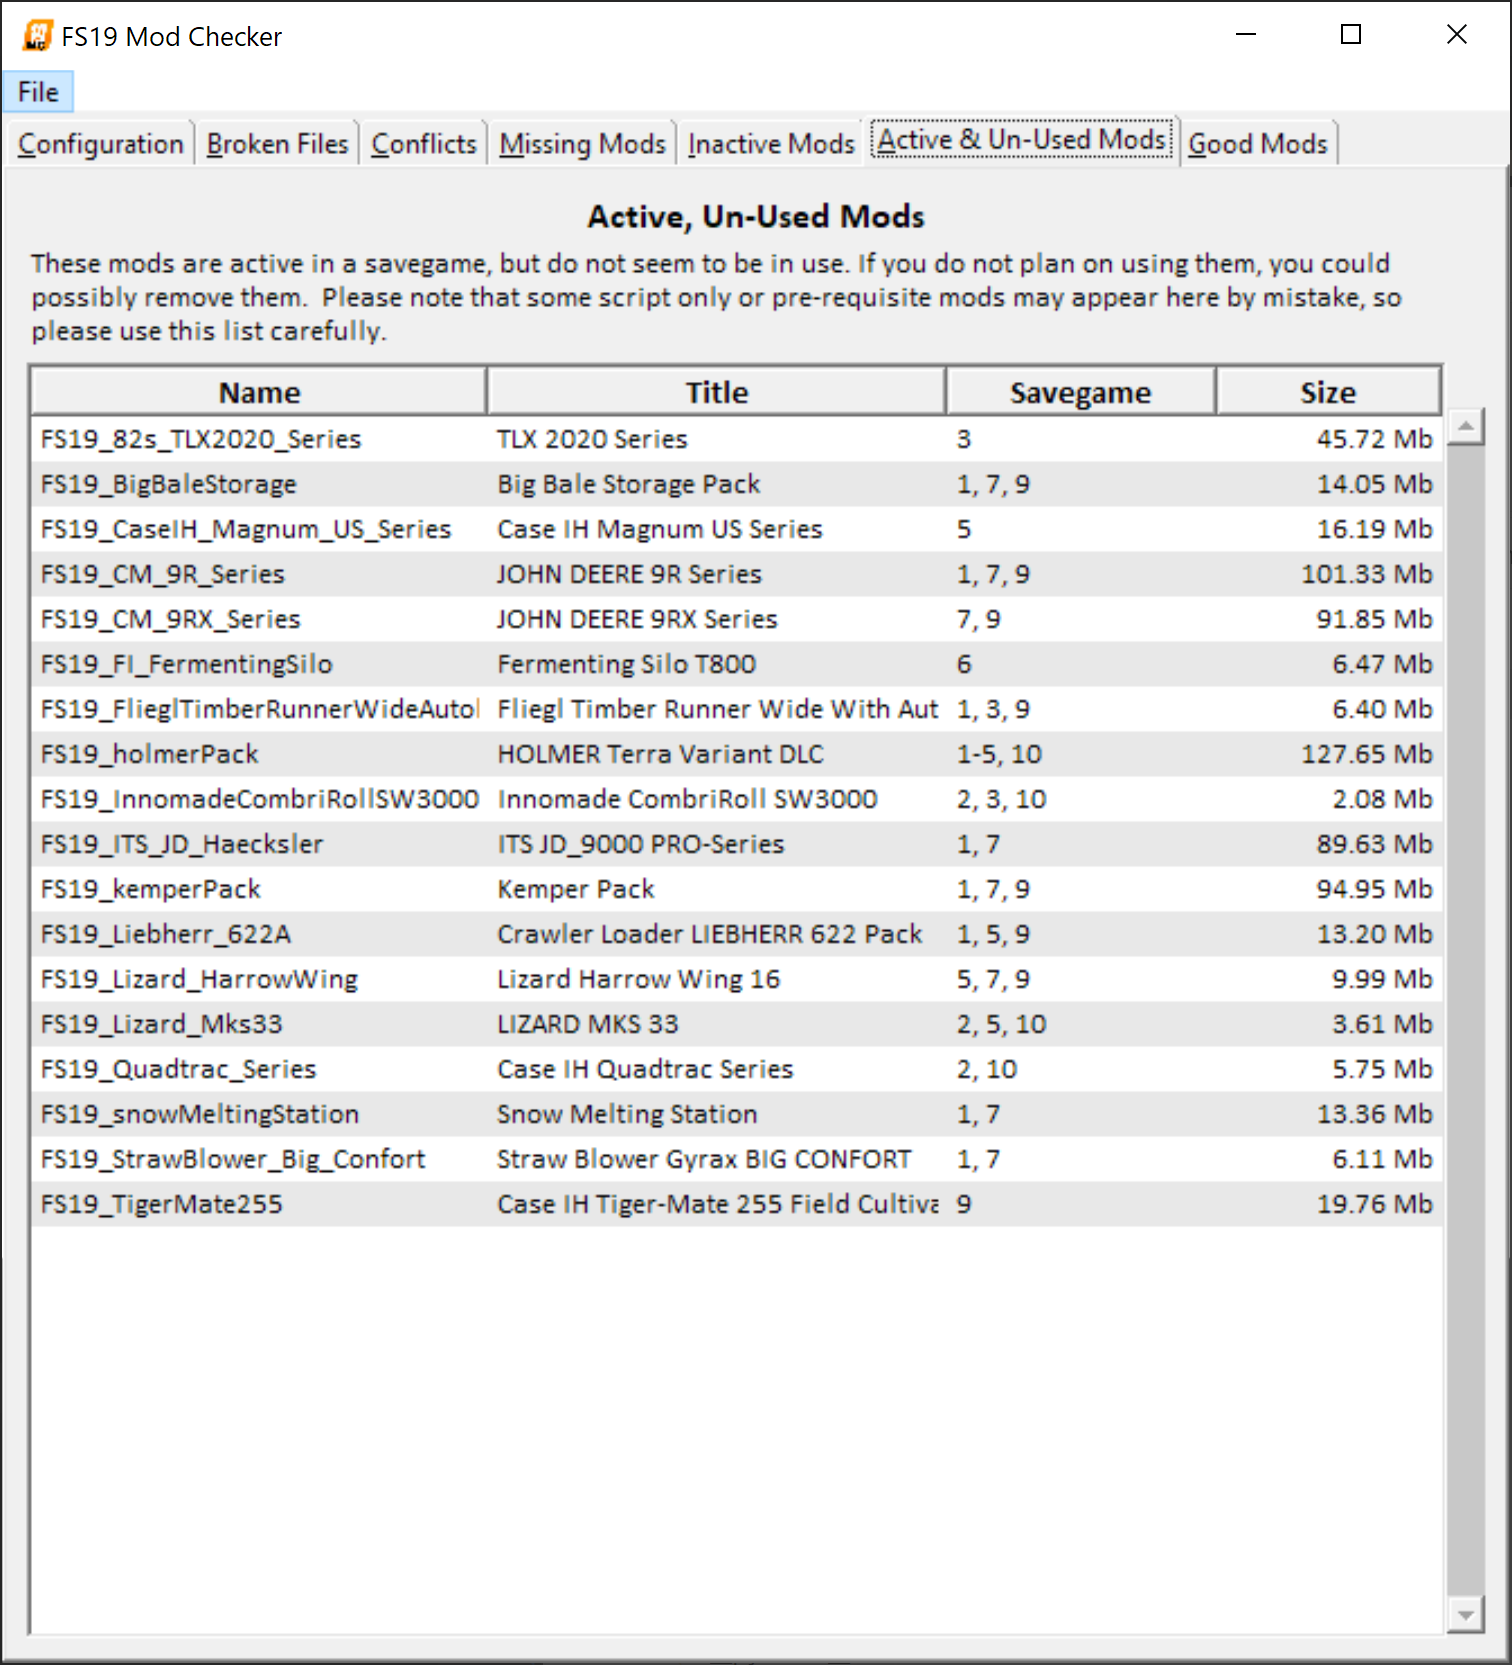 FS19 Mod Checker
File
Configuration Broken Files Conflicts Missing Mods Inactive Mods Active & Un-Used Mods Good Mods
Active, Un-Used Mods
These mods are active in a savegame, but do not seem to be in use. If you do not plan on using them, you could
possibly remove them. Please note that some script only or pre-requisite mods may appear here by mistake, so
please use this list carefully.
Name Title Savegame Size
FS19_82s_TLX2020_Series TLX 2020 Series 3 45.72 Mb
FS19_BigBaleStorage Big Bale Storage Pack 1, 7, 9 14.05 Mb
FS19_CaseIH_Magnum_US_Series Case IH Magnum US Series 5 16.19 Mb
FS19_CM_9R_Series JOHN DEERE 9R Series 1, 7, 9 101.33 Mb
FS19_CM_9RX_Series JOHN DEERE 9RX Series 7, 9 91.85 Mb
FS19_FI_FermentingSilo Fermenting Silo T800 6 6.47 Mb
FS19_FlieglTimberRunnerWideAuto Fliegl Timber Runner Wide With Aut 1, 3, 9 6.40 Mb
FS19_holmerPack HOLMER Terra Variant DLC 1-5, 10 127.65 Mb
FS19_InnomadeCombriRollSW3000 Innomade CombriRoll SW3000 2, 3, 10 2.08 Mb
FS19_ITS_JD_Haecksler ITS JD_9000 PRO-Series 1, 7 89.63 Mb
FS19_kemperPack Kemper Pack 1, 7, 9 94.95 Mb
FS19_Liebherr_622A Crawler Loader LIEBHERR 622 Pack 1, 5, 9 13.20 Mb
FS19_Lizard_HarrowWing Lizard Harrow Wing 16 5, 7, 9 9.99 Mb
FS19_Lizard_Mks33 LIZARD MKS 33 2, 5, 10 3.61 Mb
FS19_Quadtrac_Series Case IH Quadtrac Series 2, 10 5.75 Mb
FS19_snowMeltingStation Snow Melting Station 1, 7 13.36 Mb
FS19_StrawBlower_Big_Confort Straw Blower Gyrax BIG CONFORT 1, 7 6.11 Mb
FS19_TigerMate255 Case IH Tiger-Mate 255 Field Cultiva 9 19.76 Mb